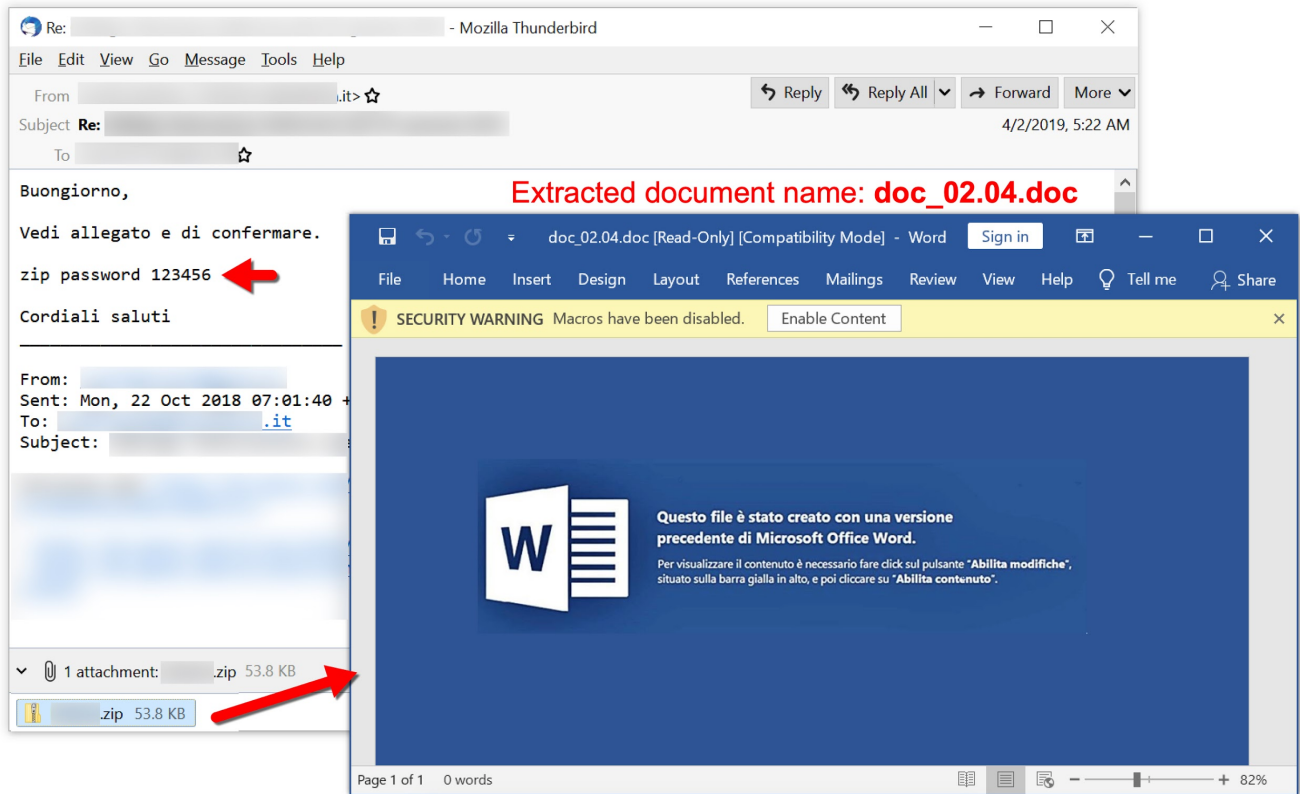 Re: - Mozilla Thunderbird
File Edit View Go Message Tools Help
From .it>
Reply Reply All Forward More
Subject Re:
4/2/2019, 5:22 AM
To
Buongiorno,
Extracted document name: doc_02.04.doc
Vedi allegato e di confermare.
zip password 123456
Cordiali saluti
From:
Sent: Mon, 22 Oct 2018 07:01:40 +
To: .it
Subject:
1 attachment: .zip 53.8 KB
.zip 53.8 KB
doc_02.04.doc [Read-Only] [Compatibility Mode] - Word Sign in
File Home Insert Design Layout References Mailings Review View Help Tell me Share
SECURITY WARNING Macros have been disabled. Enable Content
W
Questo file è stato creato con una versione
precedente di Microsoft Office Word.
Per visualizzare il contenuto è necessario fare click sul pulsante "Abilita modifiche",
situato sulla barra gialla in alto, e poi cliccare su "Abilita contenuto".
Page 1 of 1 0 words
82%